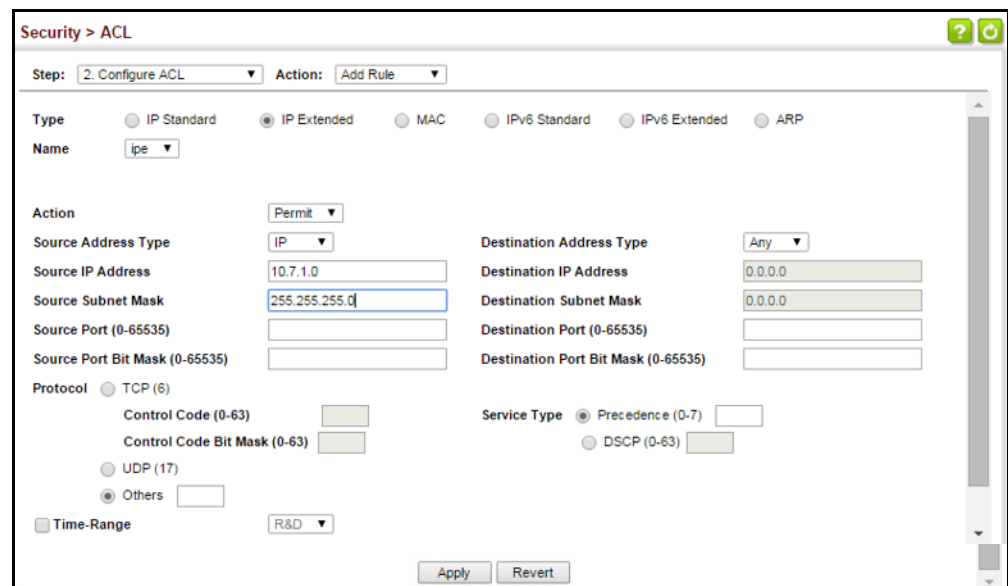 Security > ACL
?
Step: 2. Configure ACL Action: Add Rule
Type IP Standard IP Extended MAC IPv6 Standard IPv6 Extended ARP
Name ipe
Action Permit
Source Address Type IP Destination Address Type Any
Source IP Address 10.7.1.0 Destination IP Address 0.0.0.0
Source Subnet Mask 255.255.255.0 Destination Subnet Mask 0.0.0.0
Source Port (0-65535) Destination Port (0-65535)
Source Port Bit Mask (0-65535) Destination Port Bit Mask (0-65535)
Protocol TCP (6)
Control Code (0-63) Service Type Precedence (0-7)
Control Code Bit Mask (0-63) DSCP (0-63)
UDP (17)
Others
Time-Range R&D
Apply Revert